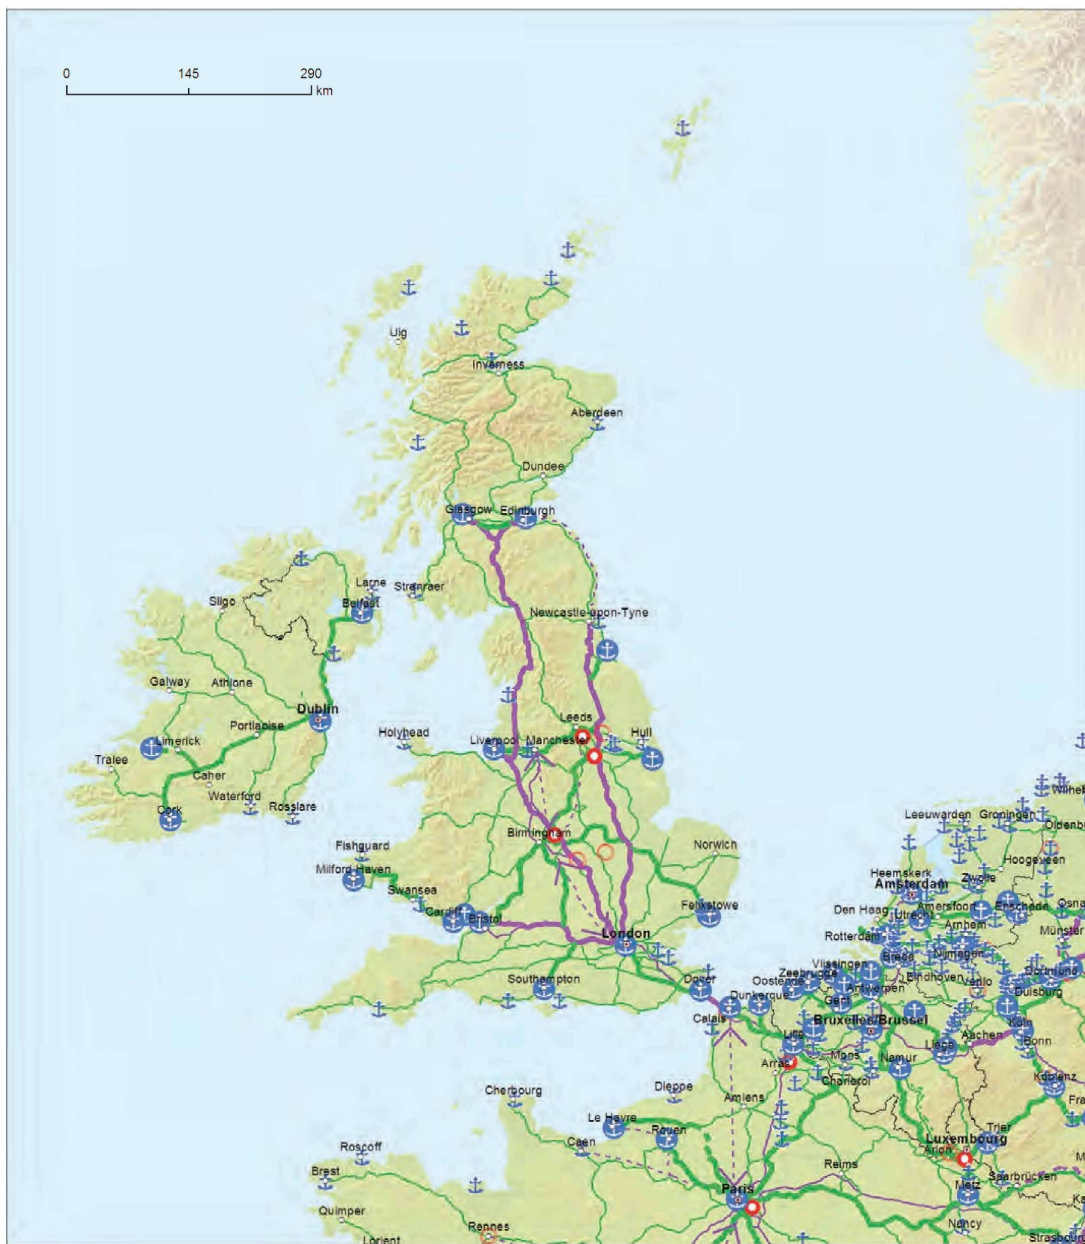 0 145 290
km
Uig
Inverness
Aberdeen
Dundee
Glasgow Edinburgh
Stranraer
Larne
Belfast
Sligo
Newcastle-upon-Tyne
Galway Athlone
Dublin
Portlaoise
Leeds
Holyhead
Hull
Liverpool Manchester
Limerick
Tralee
Caher
Waterford
Rosslare
Cork
Birmingham
Norwich
Fishguard
Milford Haven
Swansea
Cardiff
Bristol
Felixstowe
London
Southampton
Dover
Calais
Dunkerque
Oostende
Zeebrugge
Vlissingen
Leeuwarden
Groningen
Wilhe
Oldenbu
Hoogeveen
Heemskerk
Amsterdam
Zwolle
Den Haag
Utrecht
Amersfoort
Enschede
Osna
Arnhem
Rotterdam
Münster
Nijmegen
Breda
Eindhoven
Venlo
Dortmund
Duisburg
Antwerpen
Gent
Bruxelles/Brussel
Lille
Köln
Aachen
Bonn
Liège
Mons
Namur
Arras
Charleroi
Koblenz
Fra
Cherbourg
Dieppe
Amiens
Le Havre
Rouen
Caen
Trier
Luxembourg
Arlon
Roscoff
Brest
Reims
Saarbrücken
Metz
Paris
Quimper
Rennes
Nancy
Lorient
Strasbourg